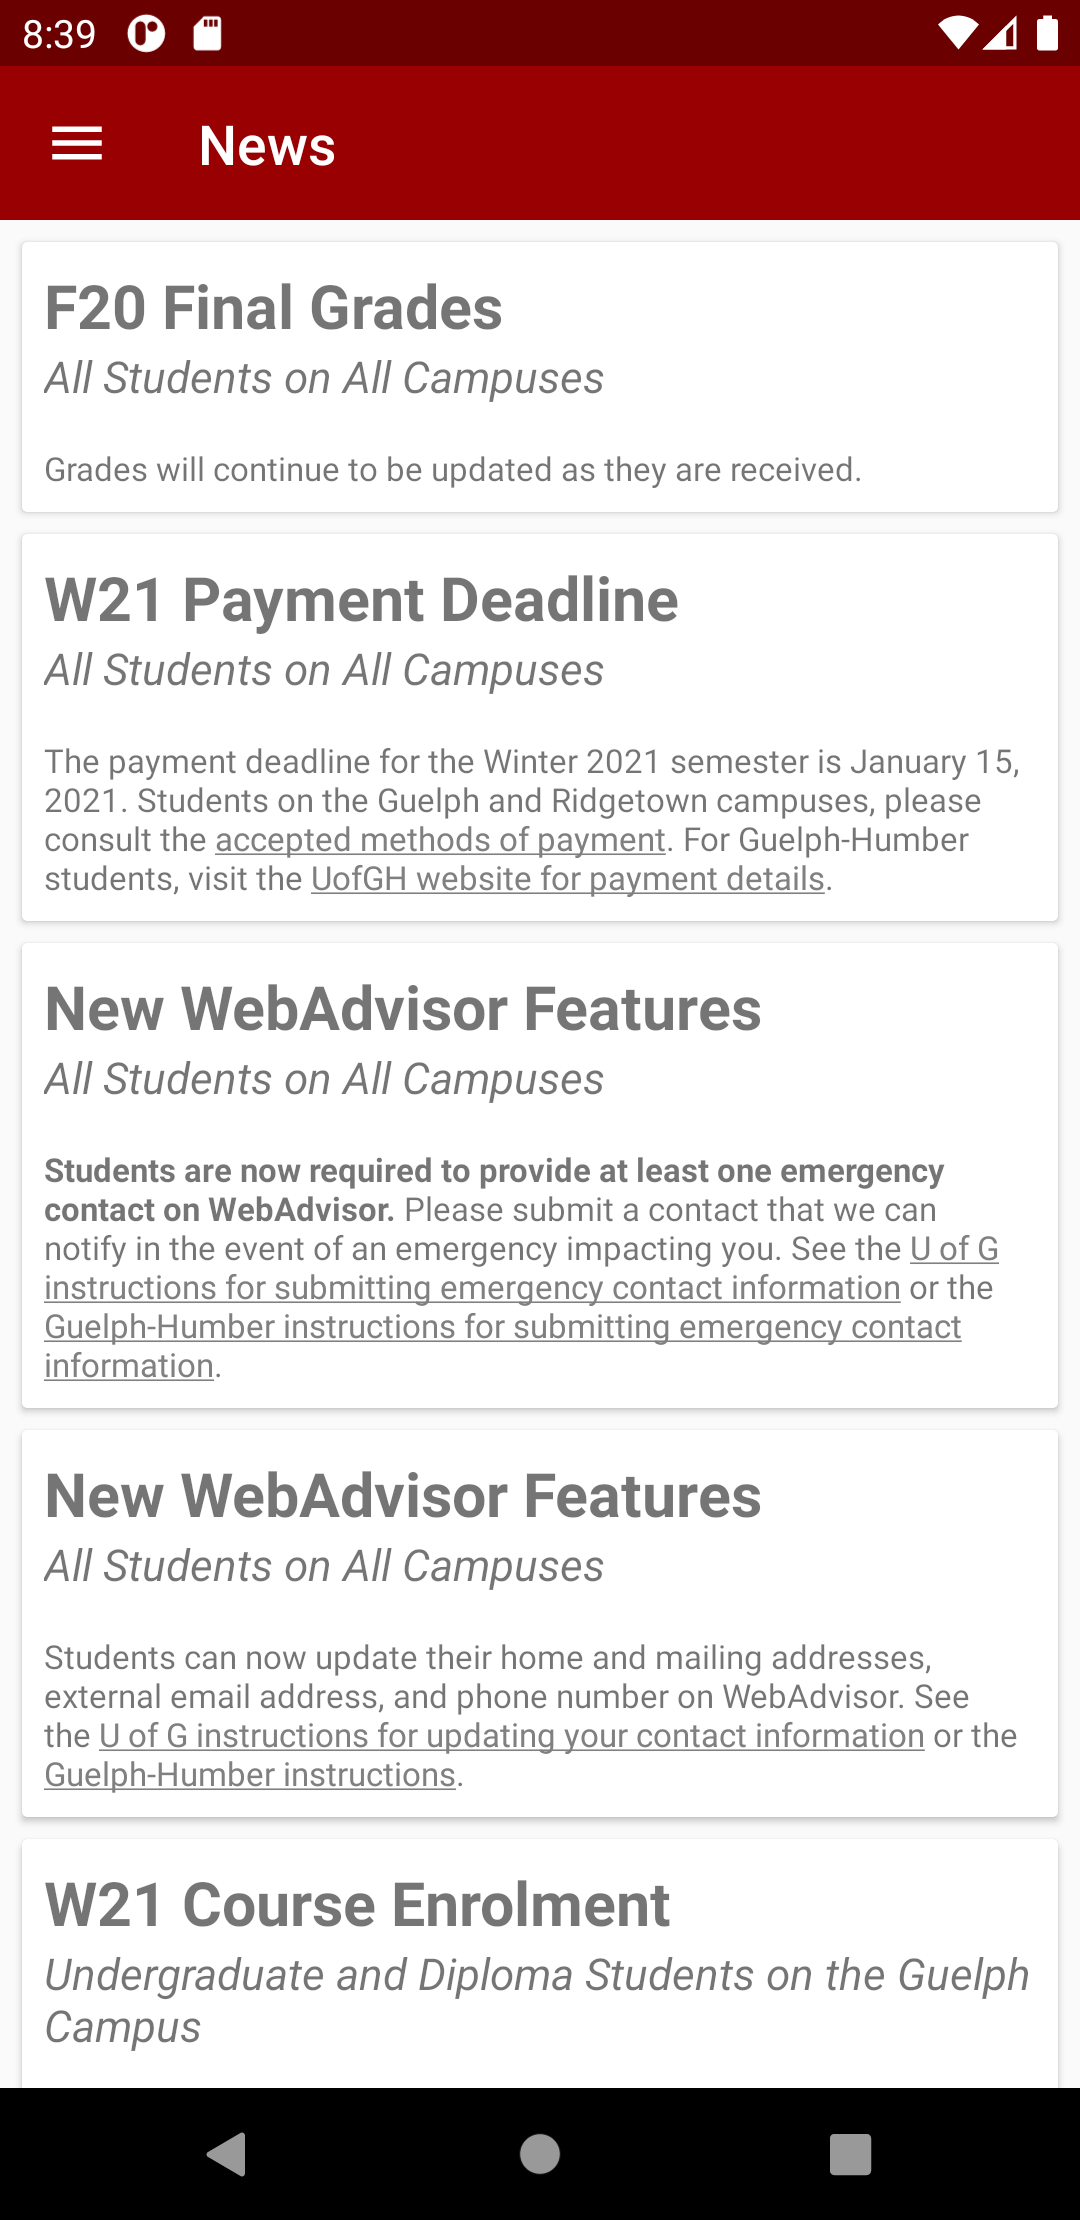 8:39
News
F20 Final Grades
All Students on All Campuses
Grades will continue to be updated as they are received.
W21 Payment Deadline
All Students on All Campuses
The payment deadline for the Winter 2021 semester is January 15,
2021. Students on the Guelph and Ridgetown campuses, please
consult the accepted methods of payment. For Guelph-Humber
students, visit the UofGH website for payment details.
New WebAdvisor Features
All Students on All Campuses
Students are now required to provide at least one emergency
contact on WebAdvisor. Please submit a contact that we can
notify in the event of an emergency impacting you. See the U of G
instructions for submitting emergency contact information or the
Guelph-Humber instructions for submitting emergency contact
information.
New WebAdvisor Features
All Students on All Campuses
Students can now update their home and mailing addresses,
external email address, and phone number on WebAdvisor. See
the U of G instructions for updating your contact information or the
Guelph-Humber instructions.
W21 Course Enrolment
Undergraduate and Diploma Students on the Guelph
Campus